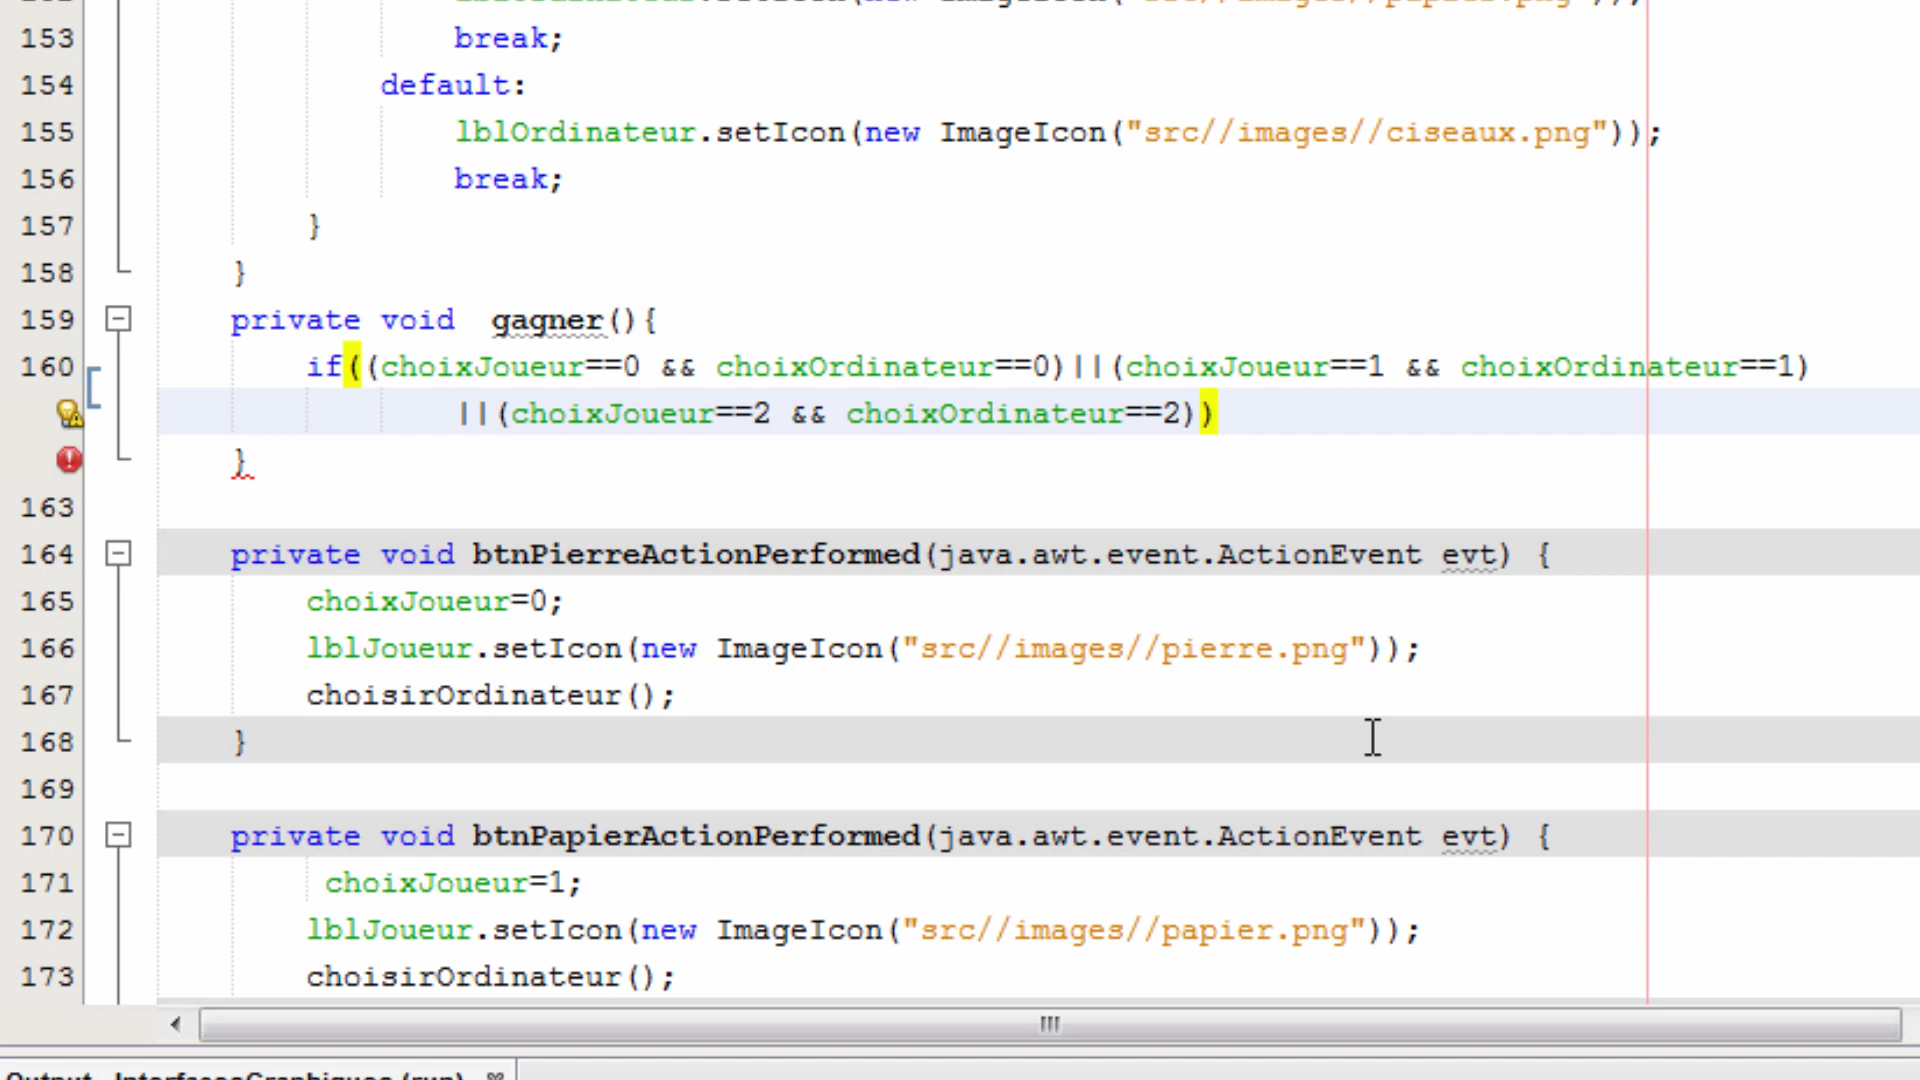 153 break;
154 default:
155 lblOrdinateur.setIcon(new ImageIcon("src//images//ciseaux.png"));
156 break;
157 }
158 }
159 private void  gagner(){
160 if((choixJoueur==0 && choixOrdinateur==0)||(choixJoueur==1 && choixOrdinateur==1)
||(choixJoueur==2 && choixOrdinateur==2))
}
163
164 private void btnPierreActionPerformed(java.awt.event.ActionEvent evt) {
165 choixJoueur=0;
166 lblJoueur.setIcon(new ImageIcon("src//images//pierre.png"));
167 choisirOrdinateur();
168 }
169
170 private void btnPapierActionPerformed(java.awt.event.ActionEvent evt) {
171 choixJoueur=1;
172 lblJoueur.setIcon(new ImageIcon("src//images//papier.png"));
173 choisirOrdinateur();
Output - InterfacesGraphiques (run)